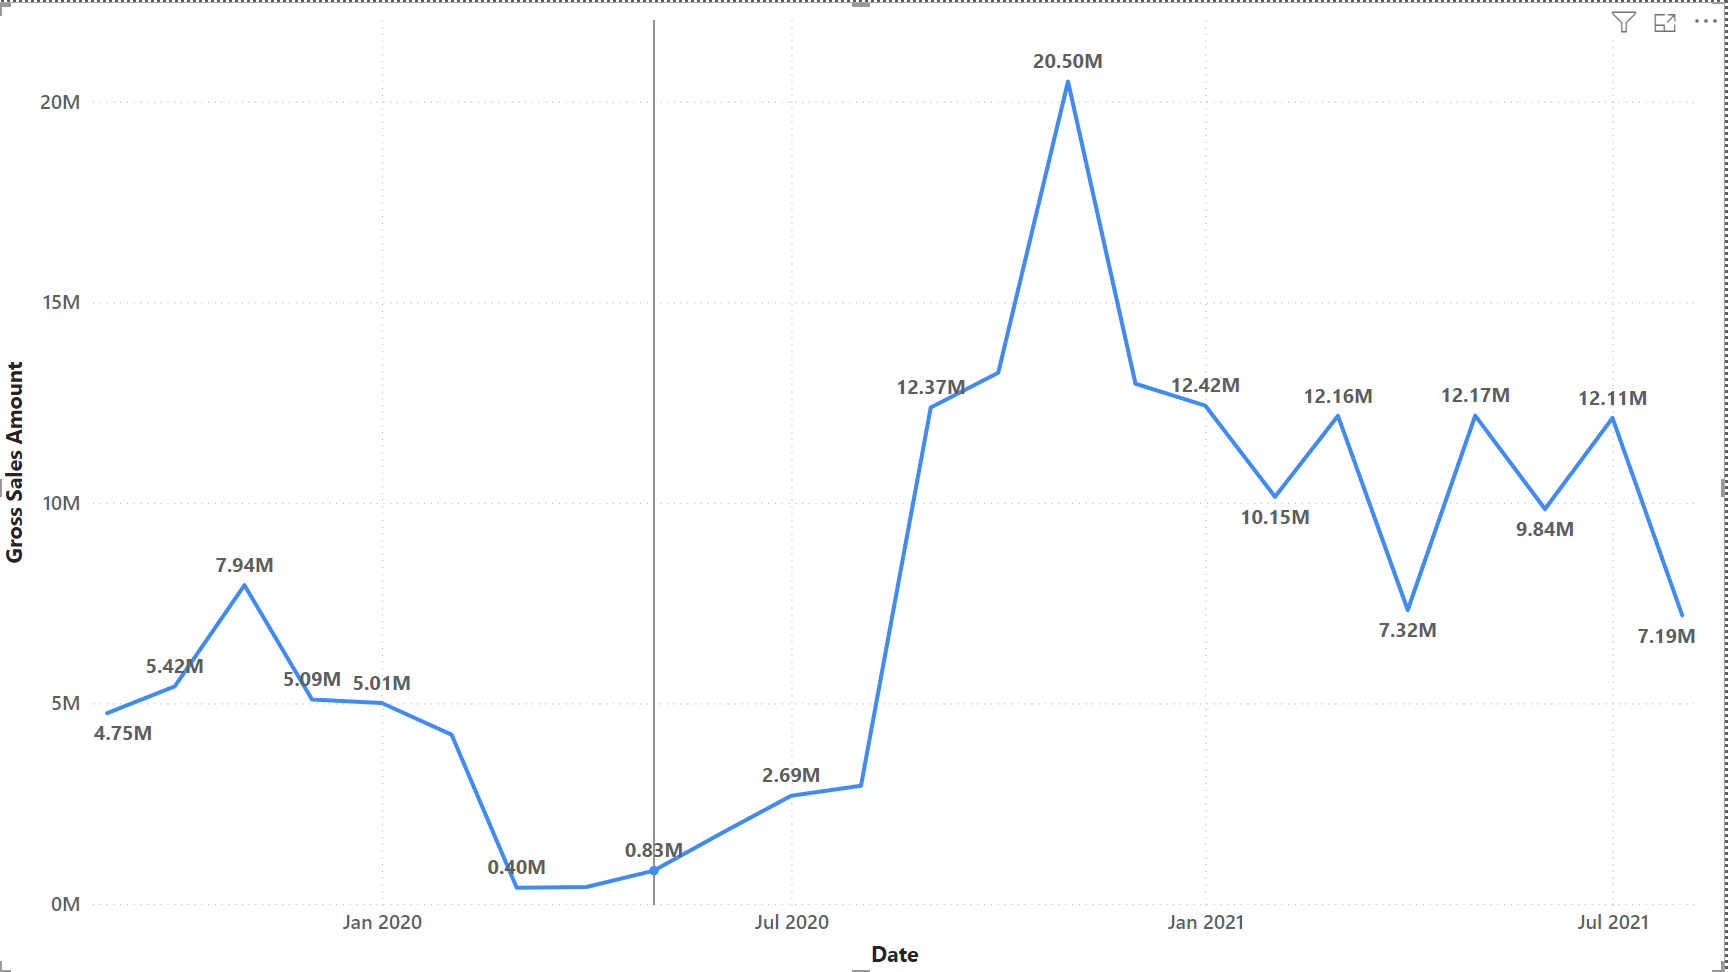 20.50M
20M
15M
12.37M
12.42M
12.16M
12.17M
12.11M
10M
10.15M
9.84M
7.94M
7.32M
7.19M
5.42M
5.09M
5.01M
5M
4.75M
2.69M
0.83M
0.40M
0M
Jan 2020
Jul 2020
Jan 2021
Jul 2021
Gross Sales Amount
Date